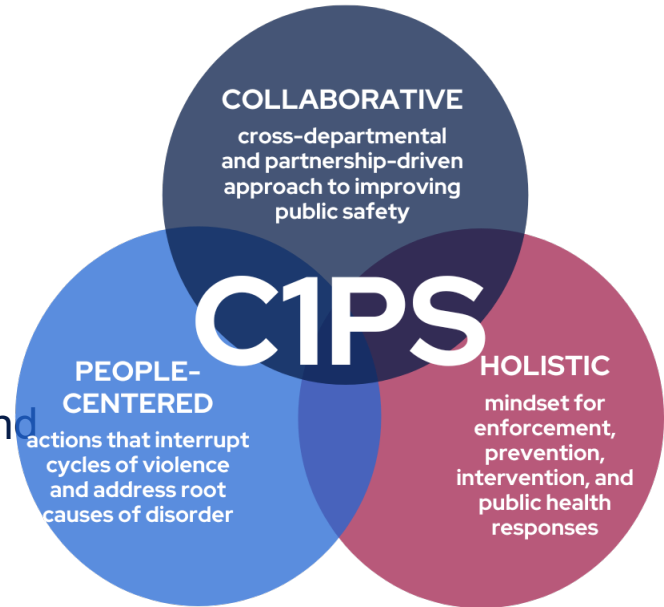 COLLABORATIVE
cross-departmental
and partnership-driven
approach to improving
public safety
C1PS
PEOPLE-
CENTERED
actions that interrupt
cycles of violence
and address root
causes of disorder
HOLISTIC
mindset for
enforcement,
prevention,
intervention, and
public health
responses